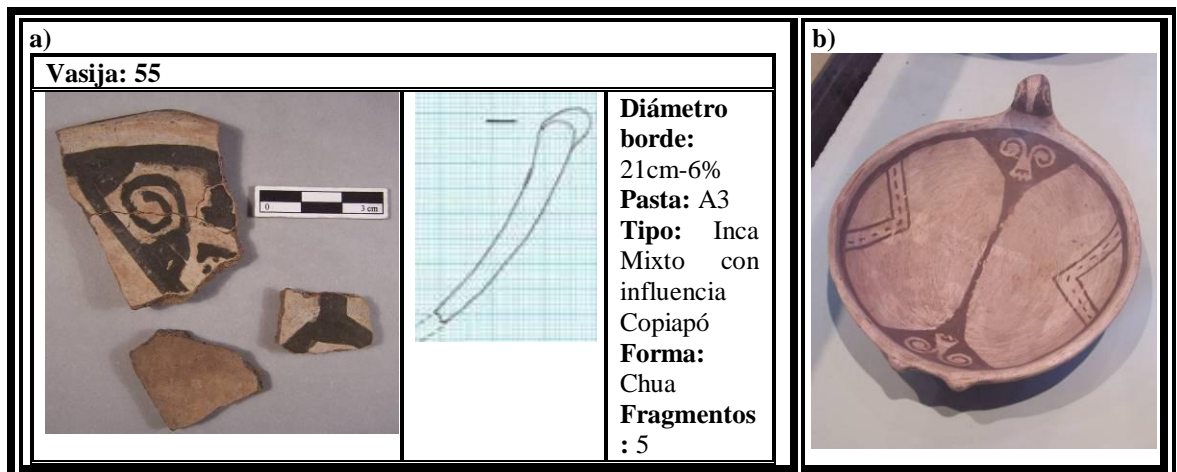 a)
Vasija: 55
0 3 cm
Diámetro
borde:
21cm-6%
Pasta: A3
Tipo: Inca
Mixto con
influencia
Copiapó
Forma:
Chua
Fragmentos
: 5
b)